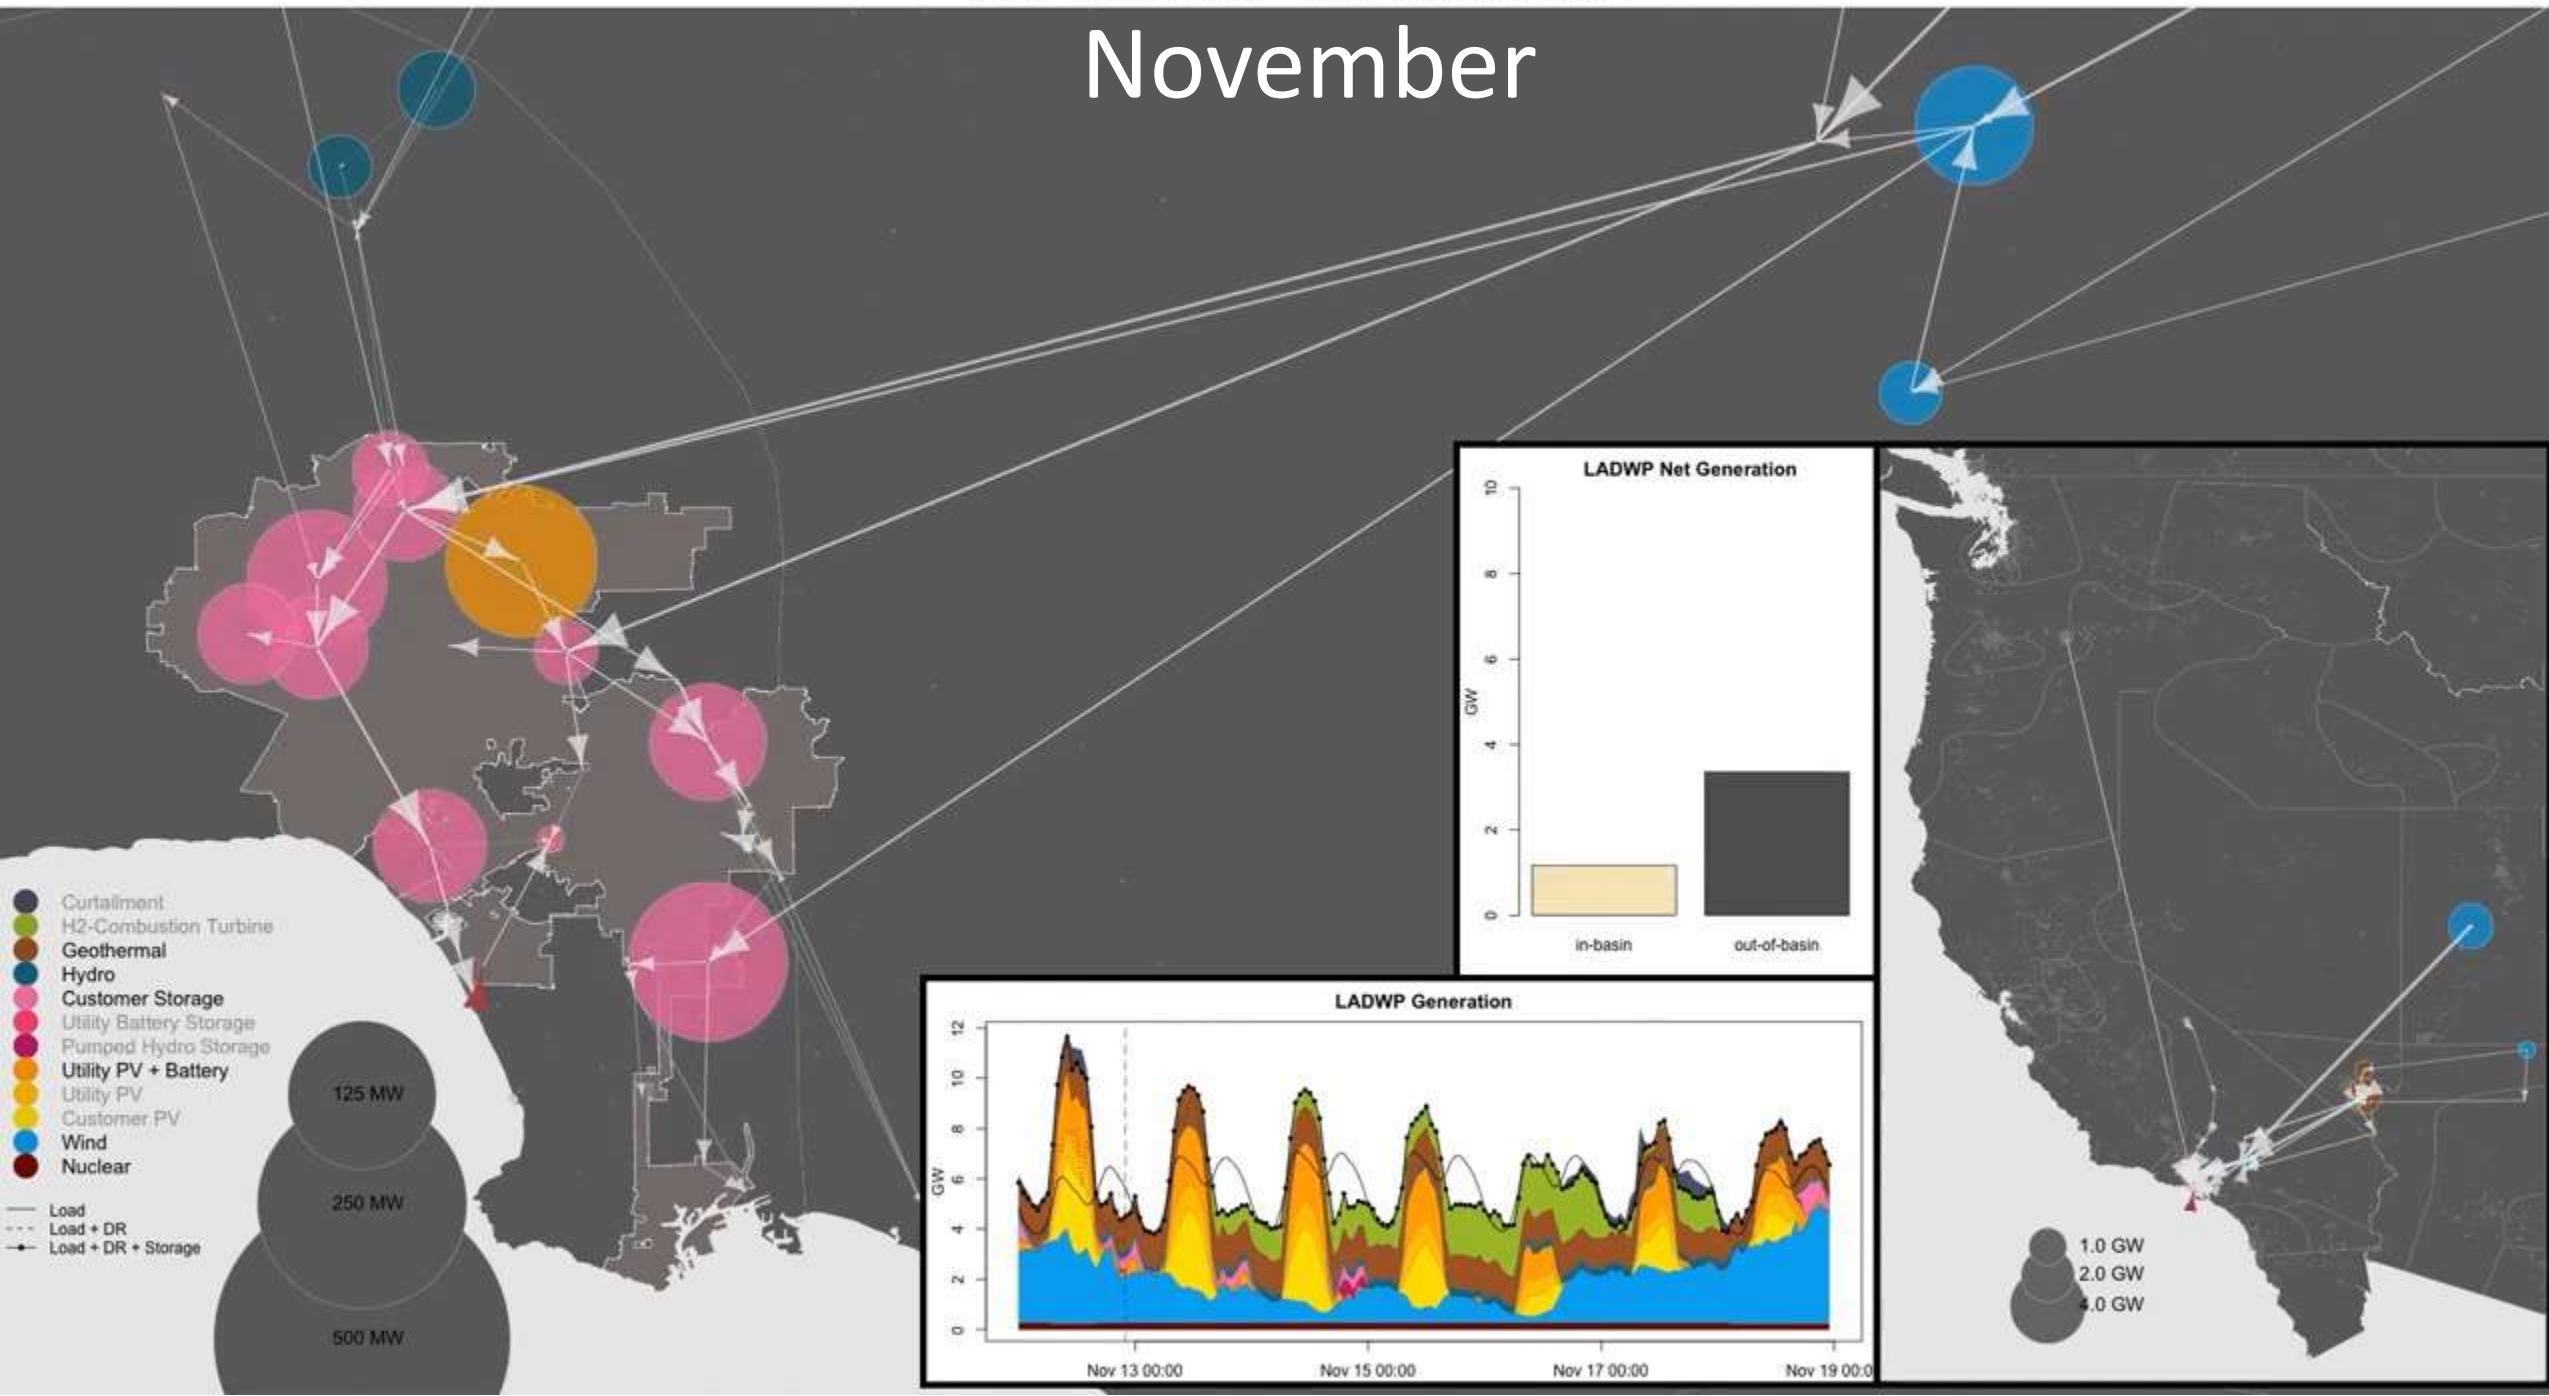 November
Curtailment
H2-Combustion Turbine
Geothermal
Hydro
Customer Storage
Utility Battery Storage
Pumped Hydro Storage
Utility PV + Battery
Utility PV
Customer PV
Wind
Nuclear
Load
Load + DR
Load + DR + Storage
125 MW
250 MW
500 MW
LADWP Net Generation
10
8
6
4
2
0
GW
in-basin
out-of-basin
LADWP Generation
12
10
8
6
4
2
0
GW
Nov 13 00:00
Nov 15 00:00
Nov 17 00:00
Nov 19 00:0
1.0 GW
2.0 GW
4.0 GW